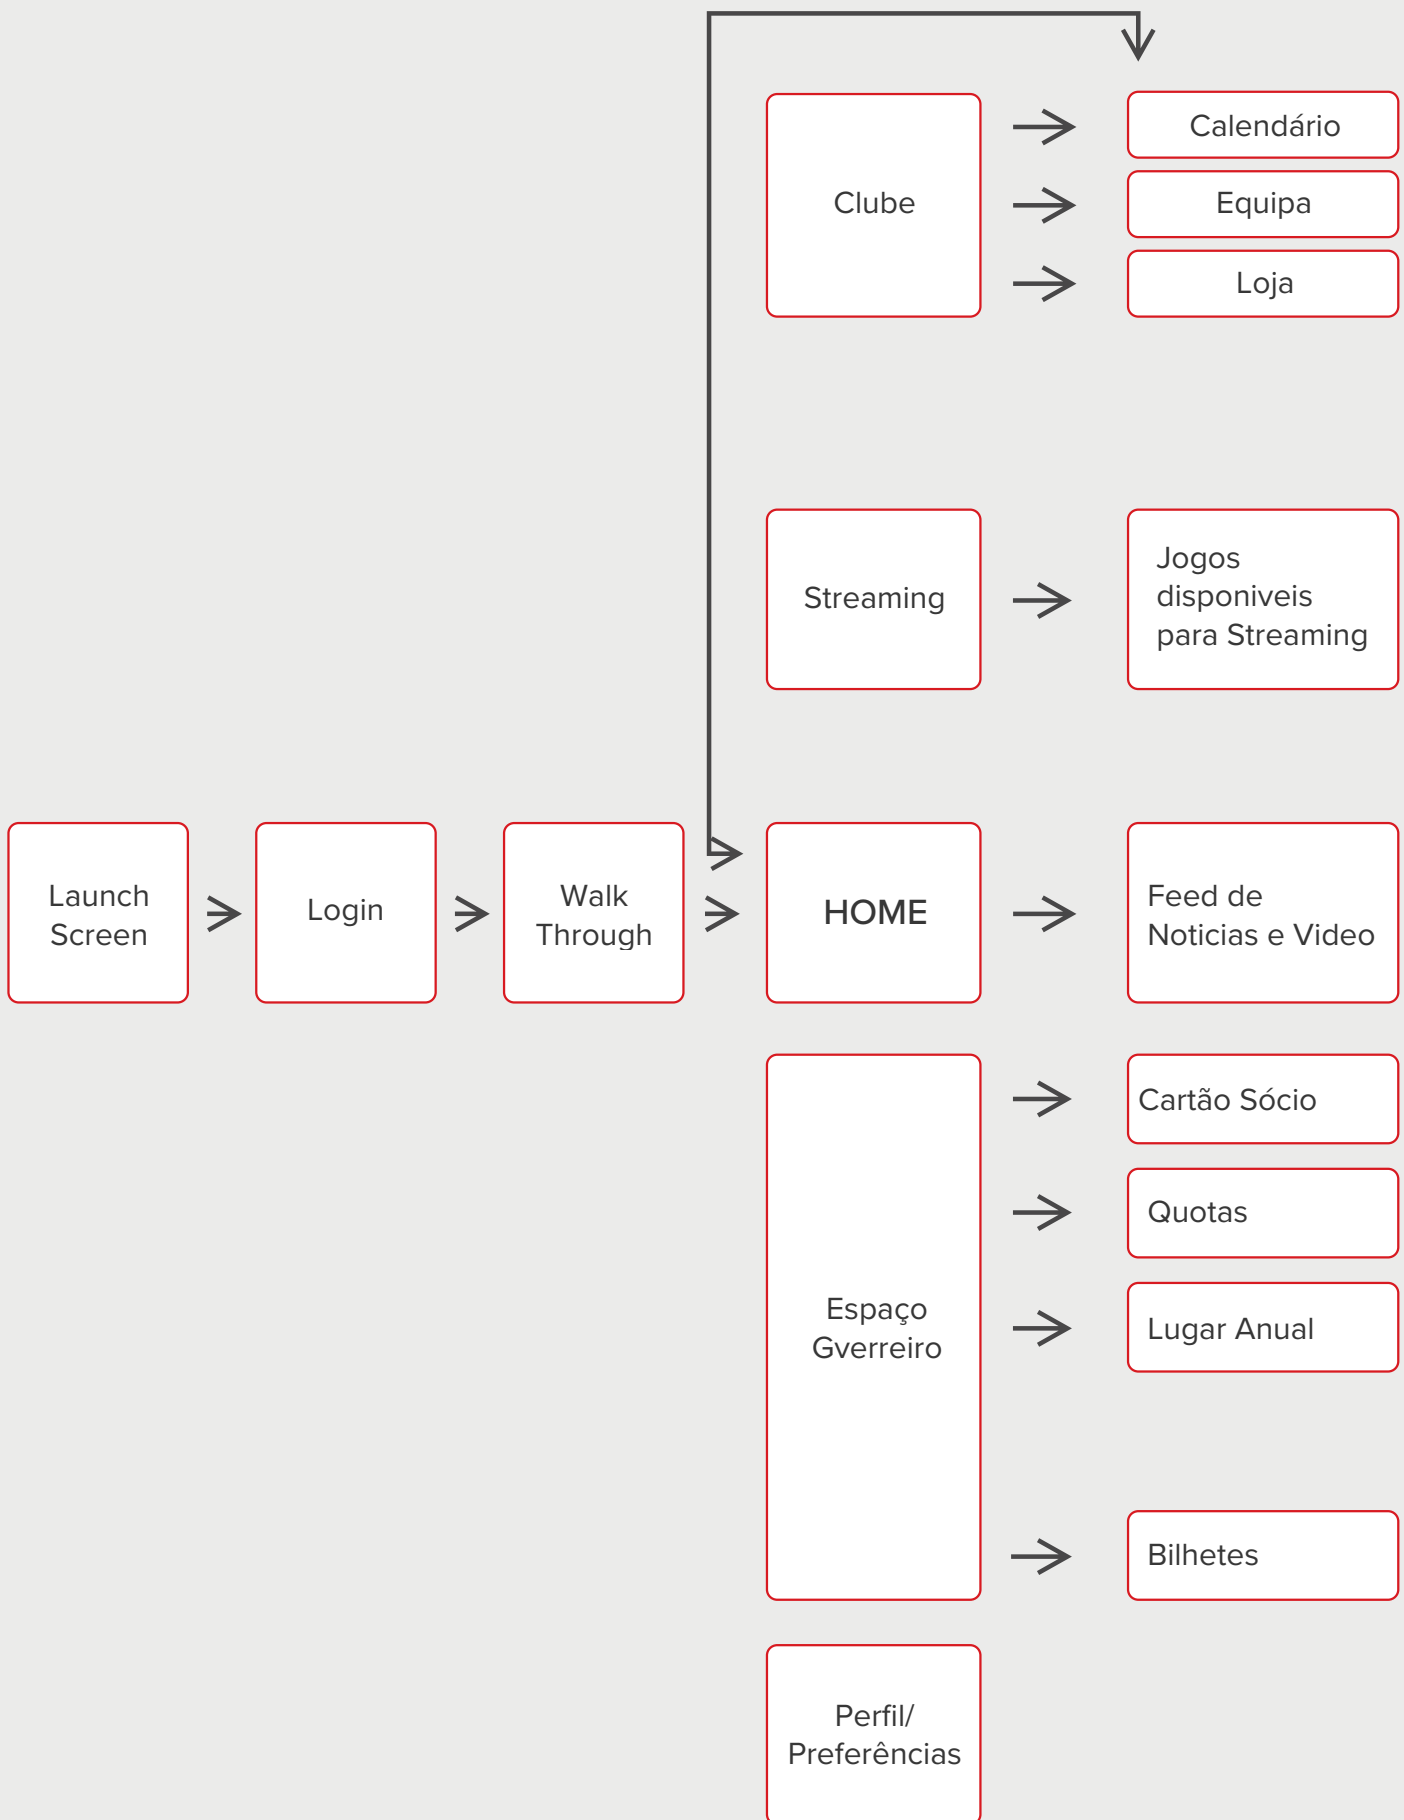 Clube
Calendário
Equipa
Loja
Streaming
Jogos
disponiveis
para Streaming
Launch
Screen
Login
Walk
Through
HOME
Feed de
Noticias e Video
Espaço
Gverreiro
Cartão Sócio
Quotas
Lugar Anual
Bilhetes
Perfil/
Preferências